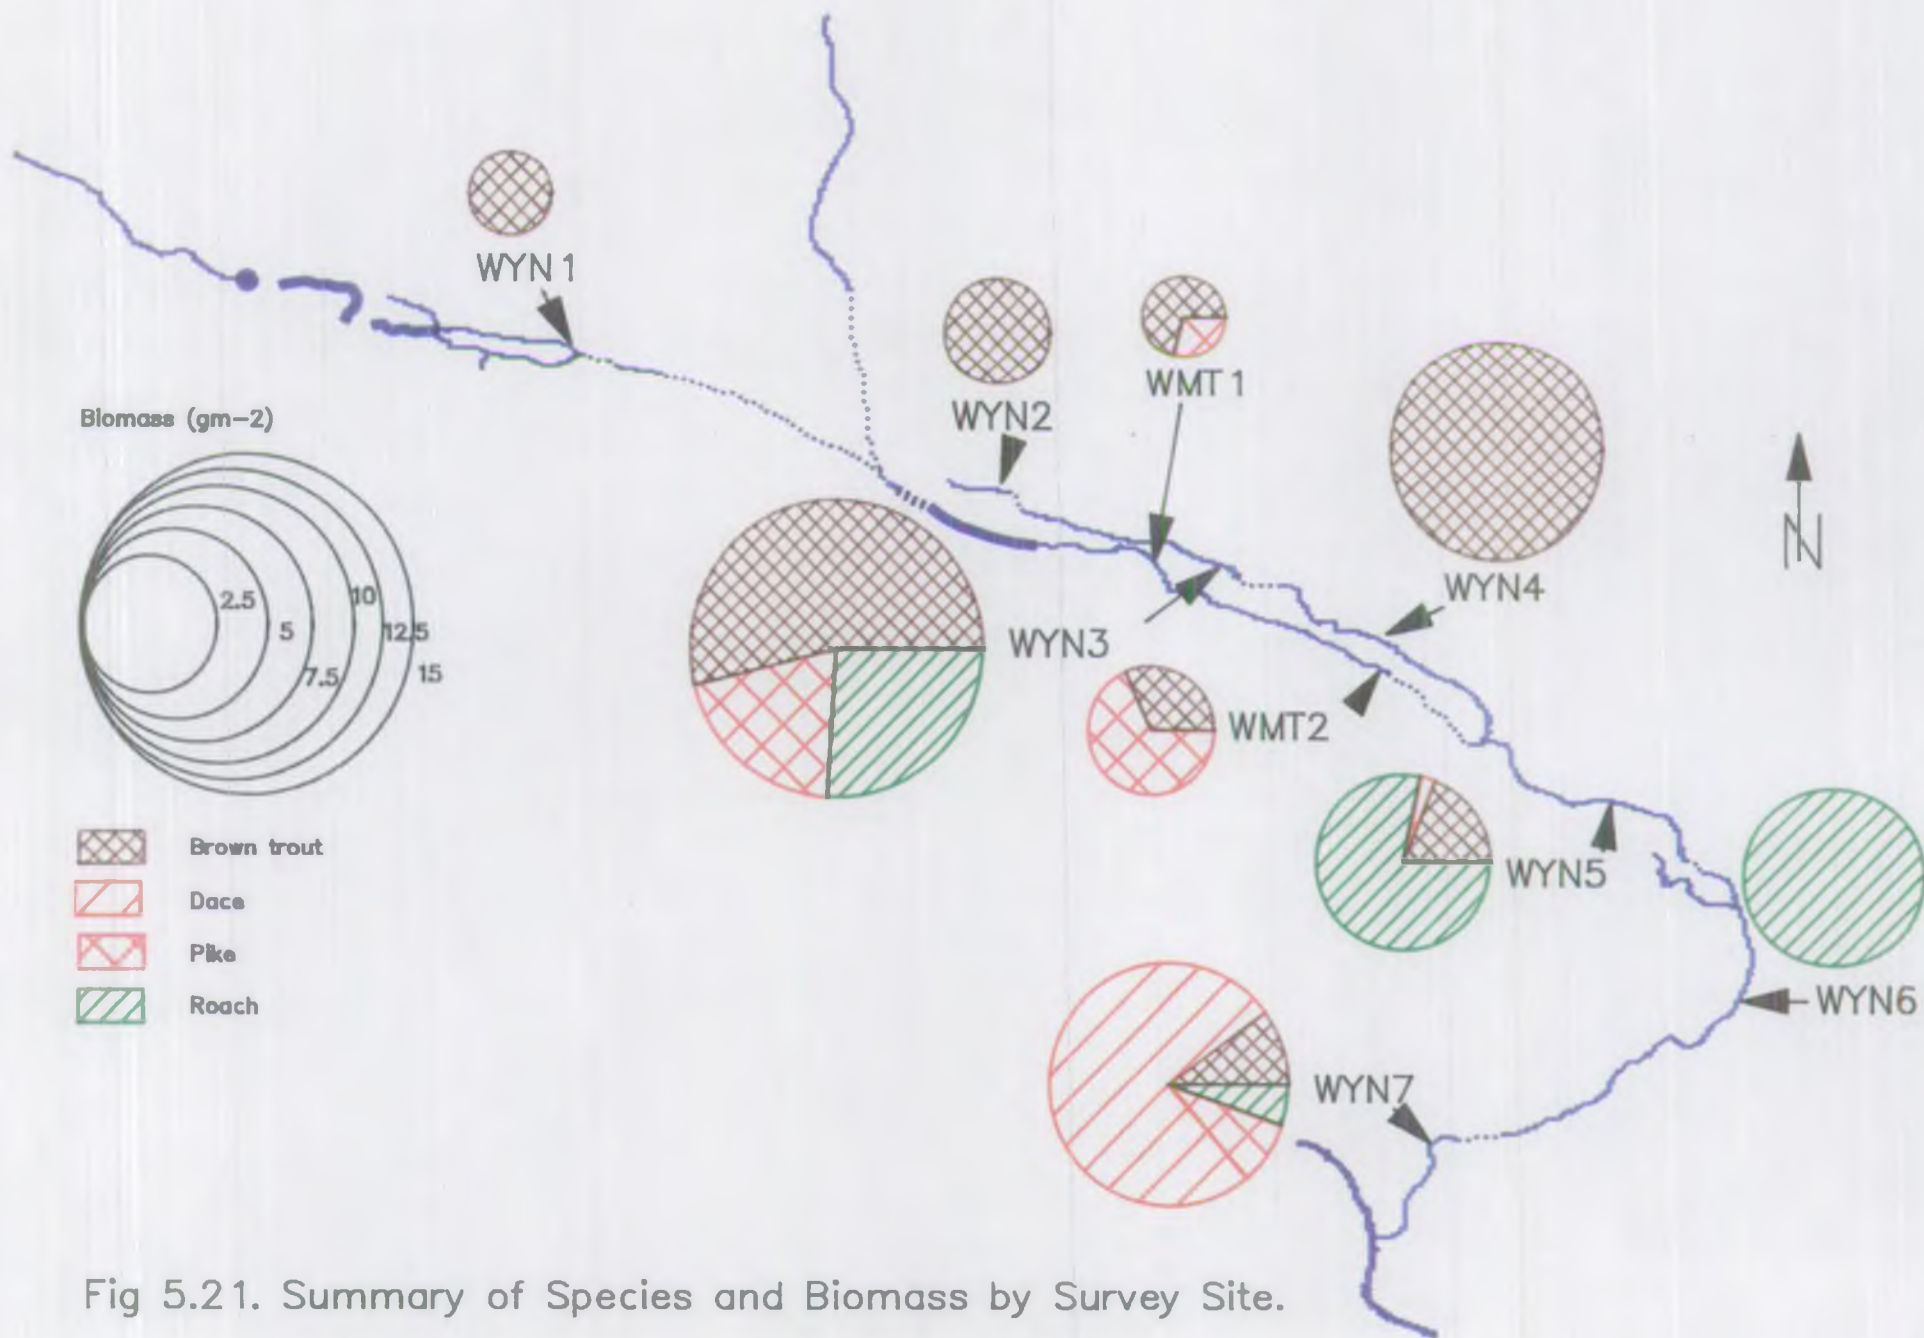 WYN 1
WYN2
WMT 1
Biomass (gm-2)
2.5
5
7.5
10
12.5
15
N
WYN4
WYN3
WMT2
Brown trout
Dace
Pike
Roach
WYN5
WYN6
WYN7
Fig 5.21. Summary of Species and Biomass by Survey Site.